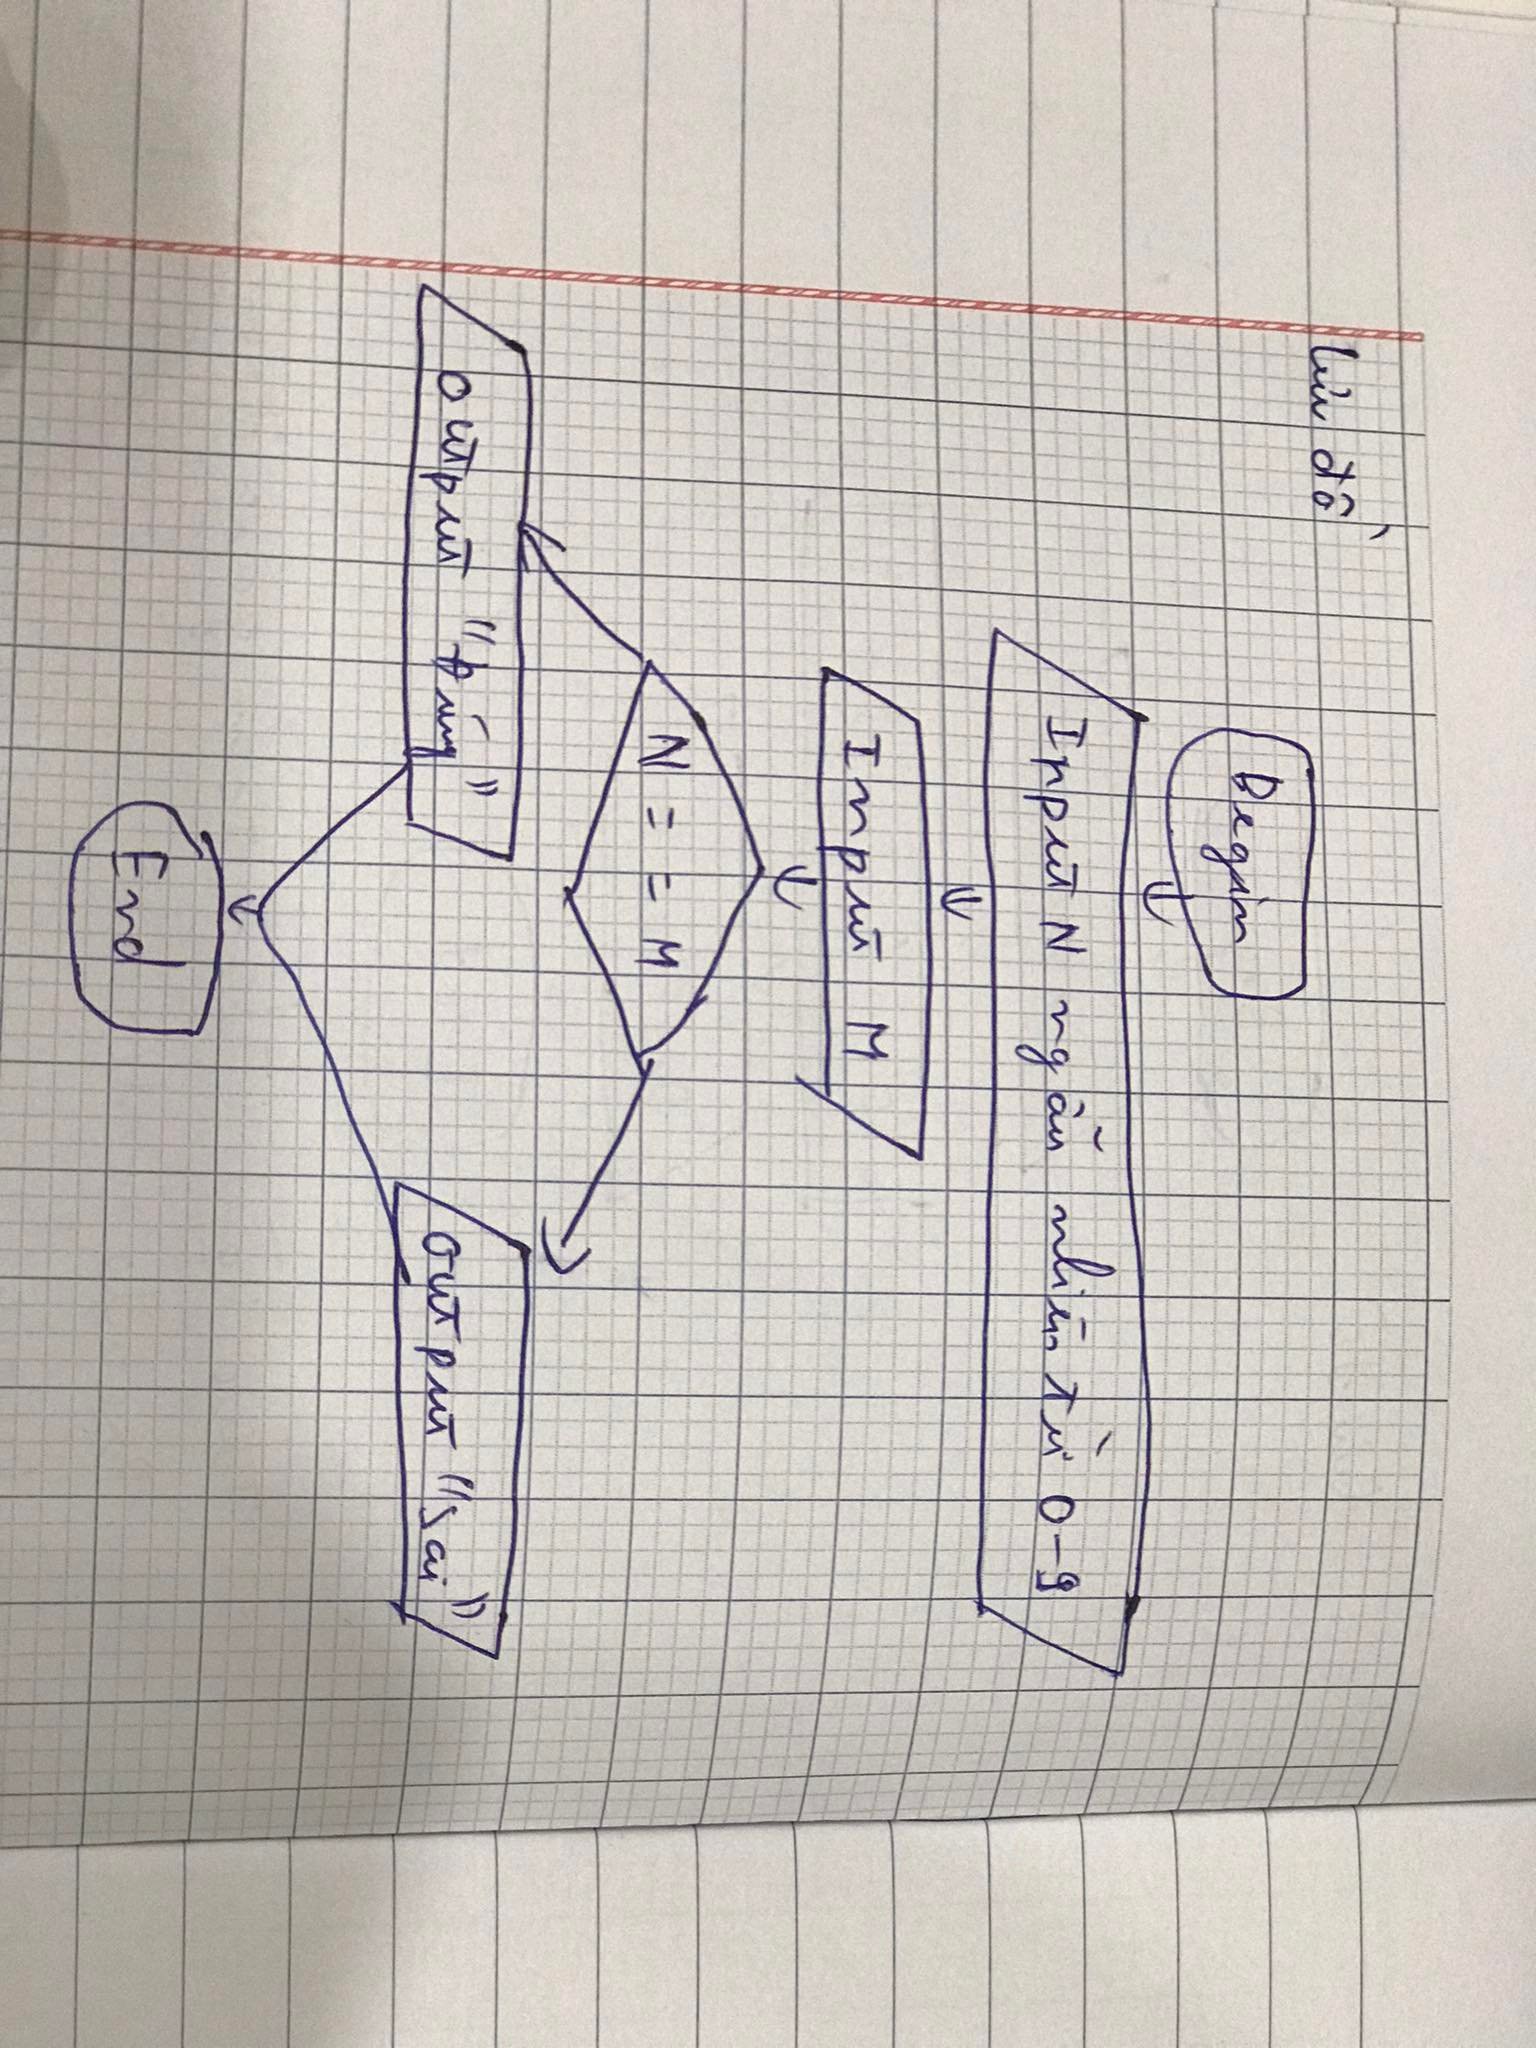 Lưu đồ
Begin
Input N ngẫu nhiên từ 0-9
Input M
N == M
Output "Đúng"
Output "Sai"
End